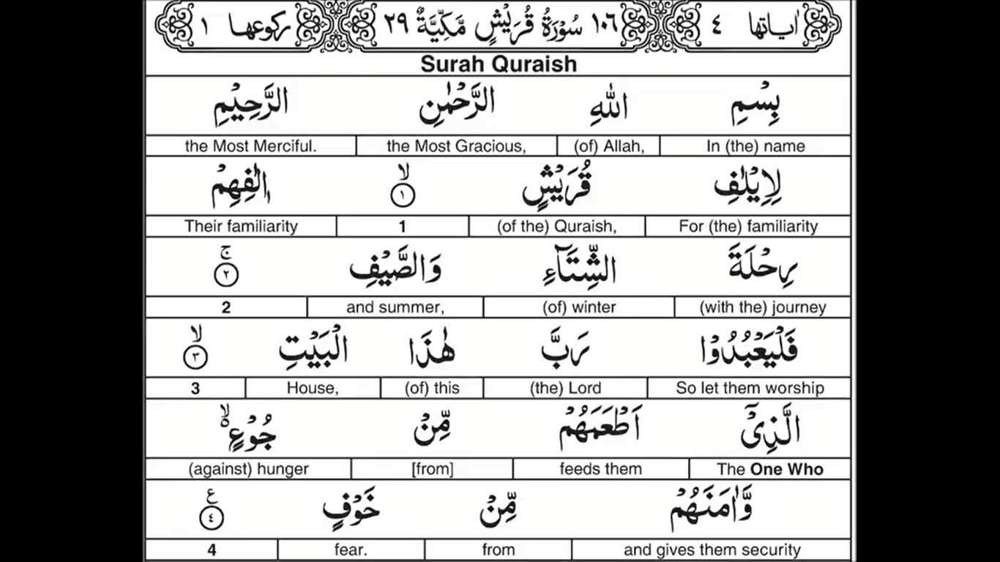 اٰياتها ٤ ١٠٦ سُوْرَةُ قُرَيْشٍ مَّكِّيَّةٌ ٢٩ ركوعها ١
Surah Quraish
بِسْمِ اللّٰهِ الرَّحْمٰنِ الرَّحِيْمِ
In (the) name (of) Allah, the Most Gracious, the Most Merciful.
لِاِيْلٰفِ قُرَيْشٍ ۙ ١ اٖلٰفِهِمْ
For (the) familiarity (of the) Quraish, 1 Their familiarity
رِحْلَةَ الشِّتَآءِ وَالصَّيْفِ ۚ ٢
(with the) journey (of) winter and summer, 2
فَلْيَعْبُدُوْا رَبَّ هٰذَا الْبَيْتِ ۙ ٣
So let them worship (the) Lord (of) this House, 3
الَّذِيْٓ اَطْعَمَهُمْ مِّنْ جُوْعٍ ۙ۬
The One Who feeds them [from] (against) hunger
وَّاٰمَنَهُمْ مِّنْ خَوْفٍ ع ٤
and gives them security from fear. 4